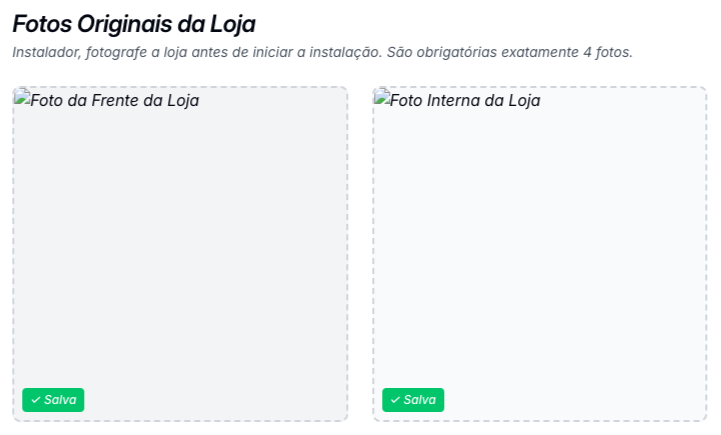 Fotos Originais da Loja
Instalador, fotografe a loja antes de iniciar a instalação. São obrigatórias exatamente 4 fotos.
Foto da Frente da Loja
Foto Interna da Loja
✓ Salva
✓ Salva